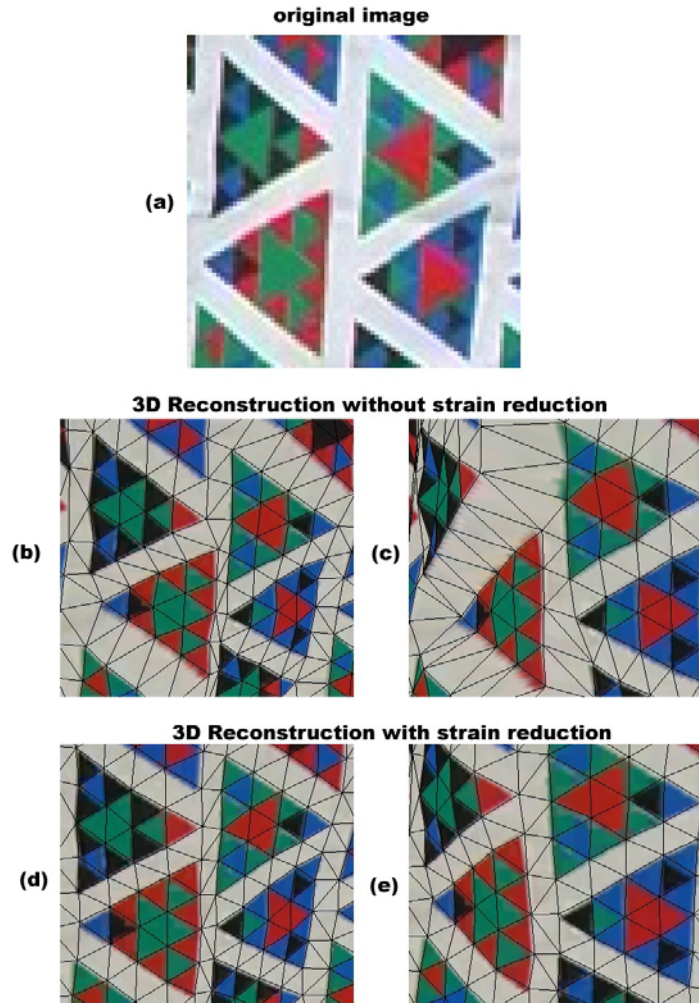 original image
(a)
3D Reconstruction without strain reduction
(b)
(c)
3D Reconstruction with strain reduction
(d)
(e)